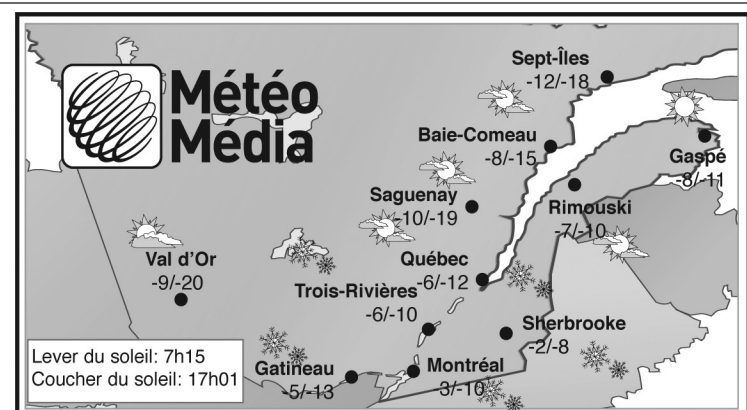 Météo
Média
Sept-Îles
-12/-18
Baie-Comeau
-8/-15
Gaspé
-8/-11
Saguenay
-10/-19
Rimouski
-7/-10
Val d'Or
-9/-20
Québec
-6/-12
Trois-Rivières
-6/-10
Sherbrooke
-2/-8
Gatineau
-5/-13
Montréal
-3/-10
Lever du soleil: 7h15
Coucher du soleil: 17h01